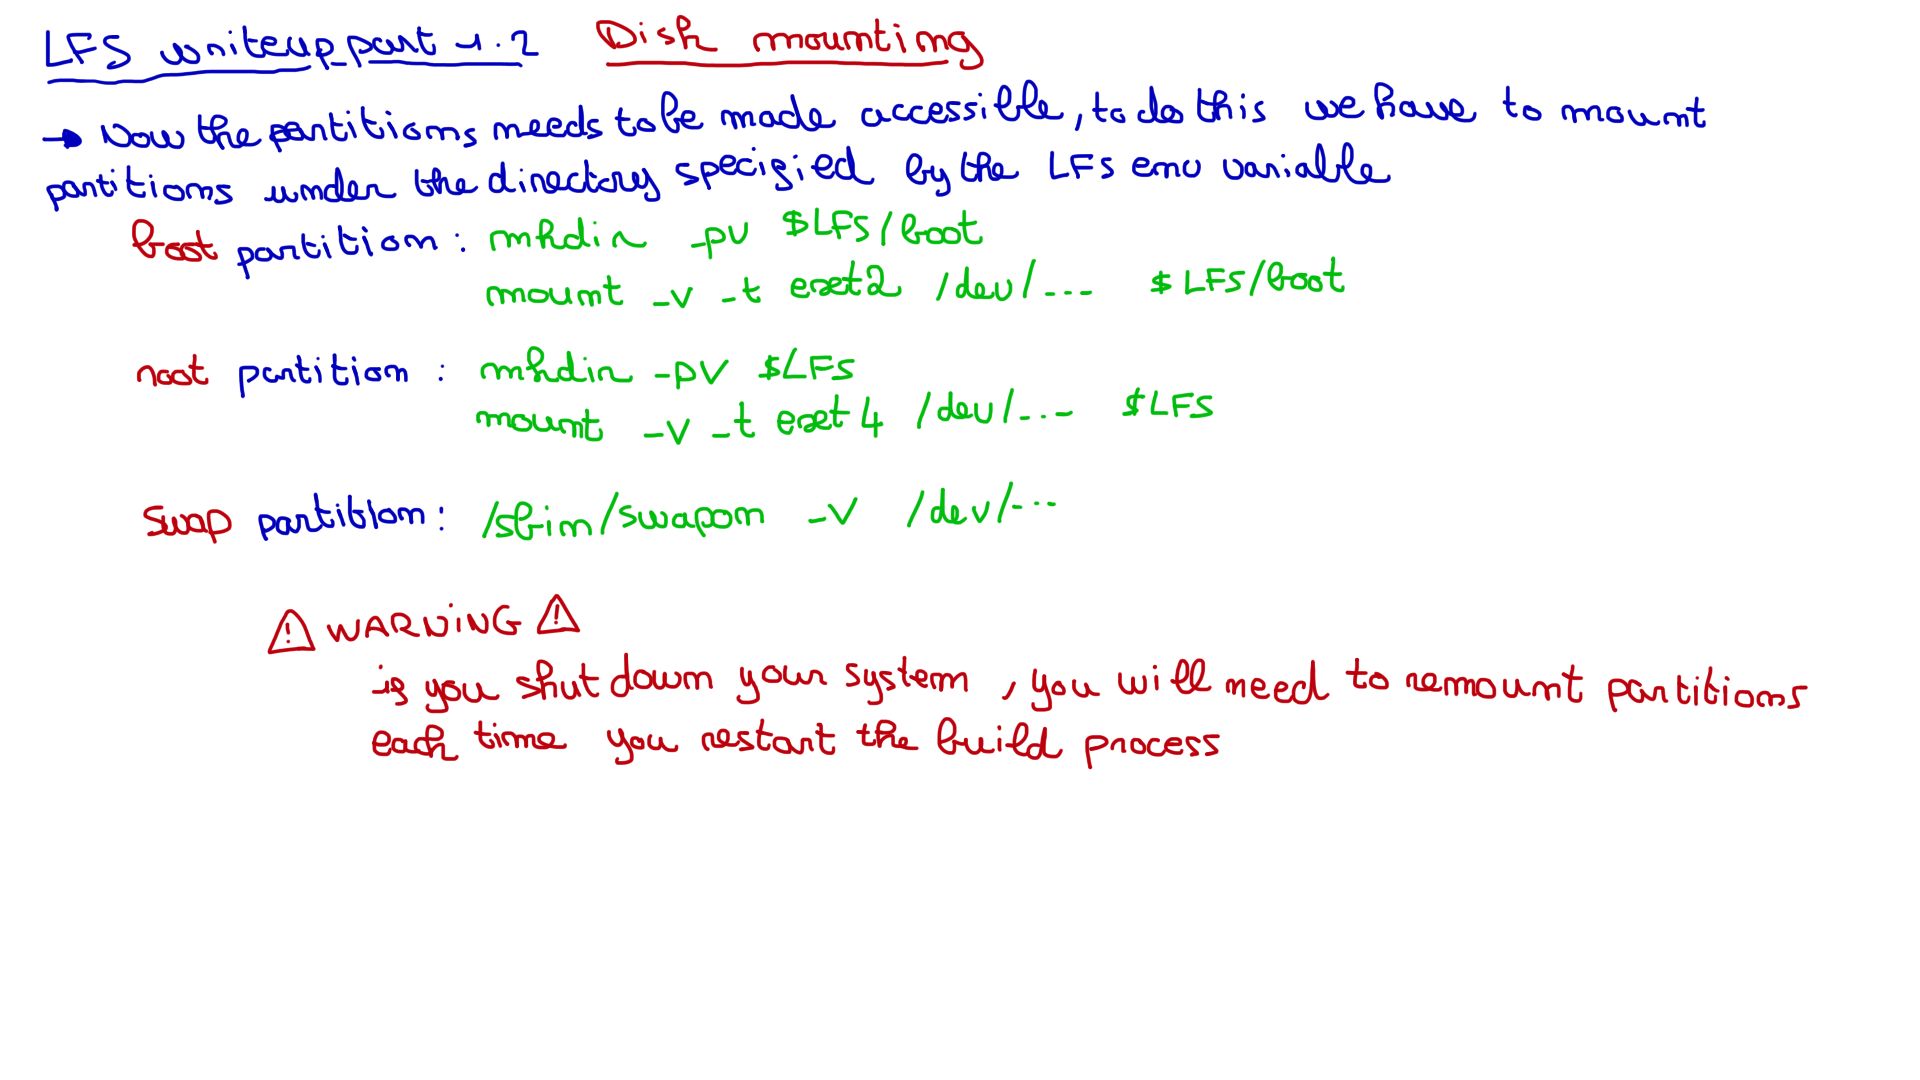 LFS writeup part 1.2 Disk mounting
→ Now the partitions needs to be made accessible, to do this we have to mount
partitions under the directory specified by the LFS env variable
boot partition : mkdir -pv $LFS/boot
mount -v -t ext2 /dev/... $LFS/boot
root partition : mkdir -pv $LFS
mount -v -t ext4 /dev/... $LFS
swap partition : /sbin/swapon -v /dev/...
⚠ WARNING ⚠
if you shut down your system, you will need to remount partitions
each time you restart the build process